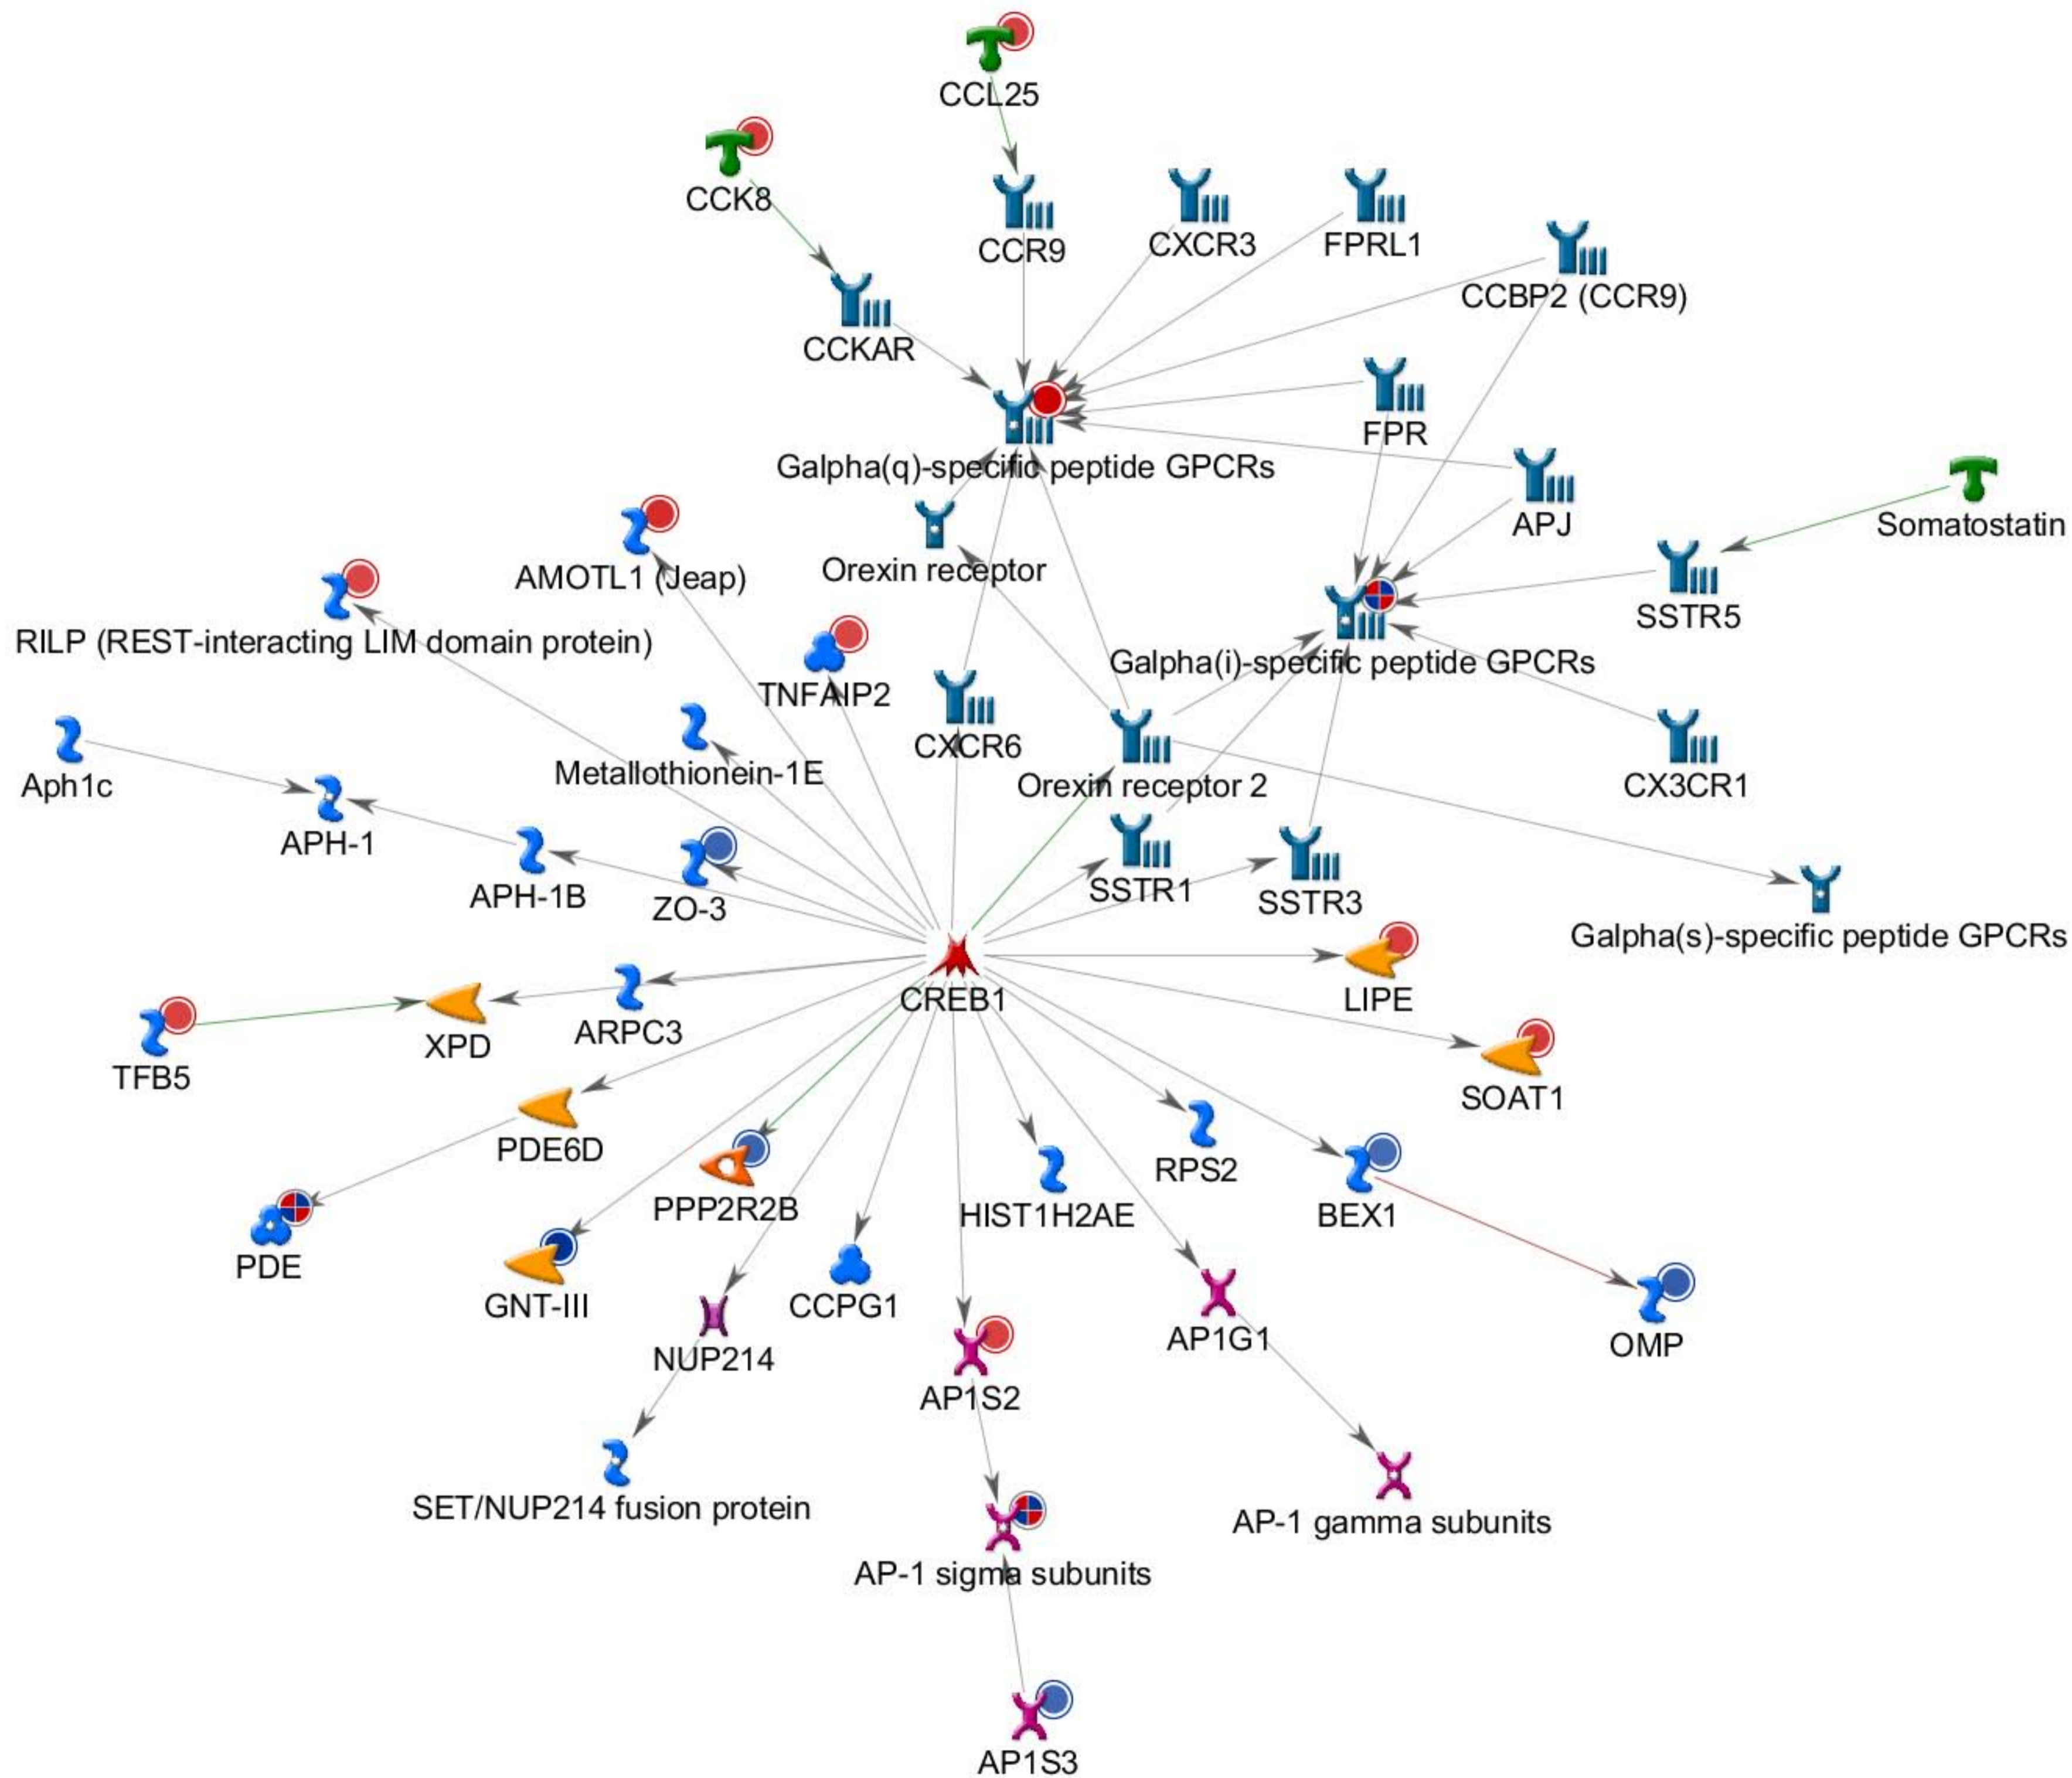 CCL25
CCK8
CCR9
CXCR3
FPRL1
CCBP2 (CCR9)
CCKAR
FPR
Galpha(q)-specific peptide GPCRs
APJ
Somatostatin
Orexin receptor
AMOTL1 (Jeap)
SSTR5
RILP (REST-interacting LIM domain protein)
Galpha(i)-specific peptide GPCRs
TNFAIP2
CXCR6
Metallothionein-1E
Orexin receptor 2
CX3CR1
Aph1c
APH-1
APH-1B
ZO-3
SSTR1
SSTR3
Galpha(s)-specific peptide GPCRs
CREB1
LIPE
ARPC3
XPD
TFB5
SOAT1
PDE6D
RPS2
PPP2R2B
HIST1H2AE
BEX1
PDE
GNT-III
CCPG1
AP1G1
OMP
NUP214
AP1S2
SET/NUP214 fusion protein
AP-1 gamma subunits
AP-1 sigma subunits
AP1S3